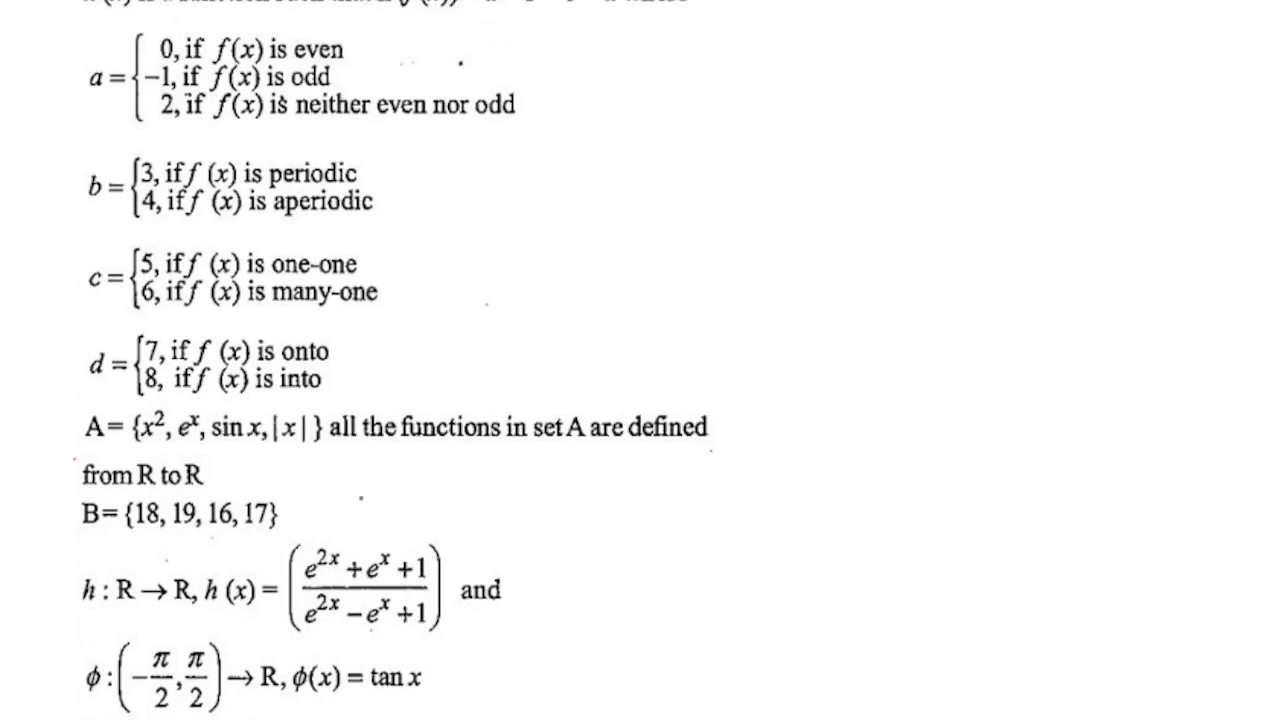 a = { 0, if f(x) is even
−1, if f(x) is odd
2, if f(x) is neither even nor odd
b = { 3, if f (x) is periodic
4, if f (x) is aperiodic
c = { 5, if f (x) is one-one
6, if f (x) is many-one
d = { 7, if f (x) is onto
8, if f (x) is into
A= {x², eˣ, sin x, | x | } all the functions in set A are defined
from R to R
B= {18, 19, 16, 17}
h : R → R, h (x) = ( (e²ˣ + eˣ + 1) / (e²ˣ − eˣ + 1) ) and
ϕ : ( −π/2 , π/2 ) → R, ϕ(x) = tan x